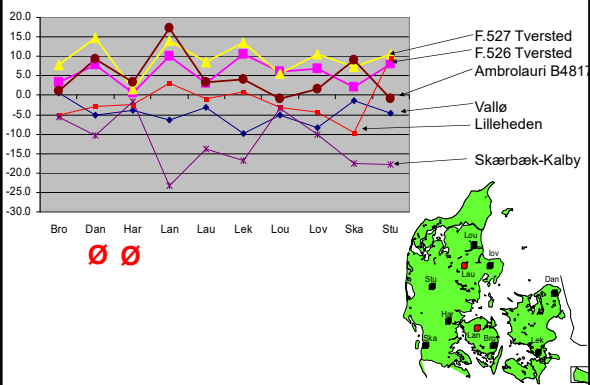 20.0
15.0
10.0
5.0
0.0
-5.0
-10.0
-15.0
-20.0
-25.0
-30.0
Bro Dan Har Lan Lau Lek Lou Lov Ska Stu
Ø Ø
F.527 Tversted
F.526 Tversted
Ambrolauri B4817
Vallø
Lilleheden
Skærbæk-Kalby
Lou
lov
Lau
Stu
Dan
Har
Lan
Ska
Bro
Lek